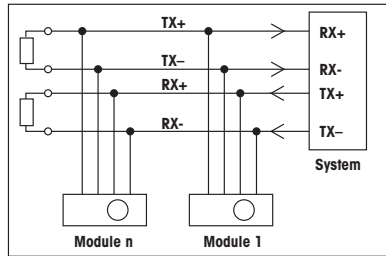 TX+
RX+
TX–
RX-
RX+
TX+
RX-
TX–
System
Module n
Module 1